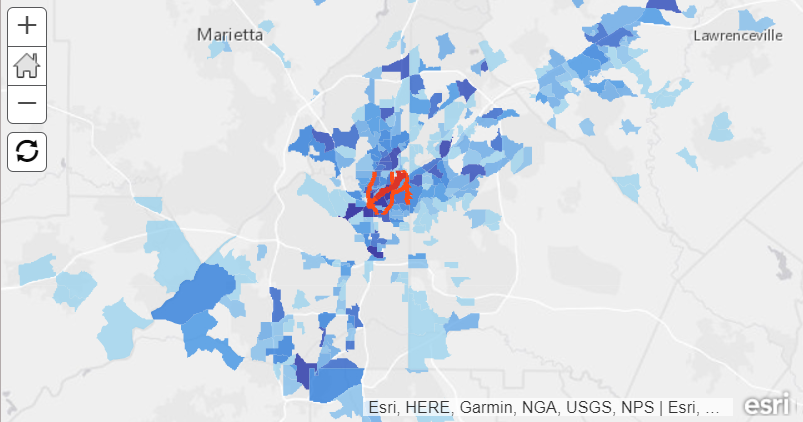 Marietta
Lawrenceville
Esri, HERE, Garmin, NGA, USGS, NPS | Esri, ...
esri